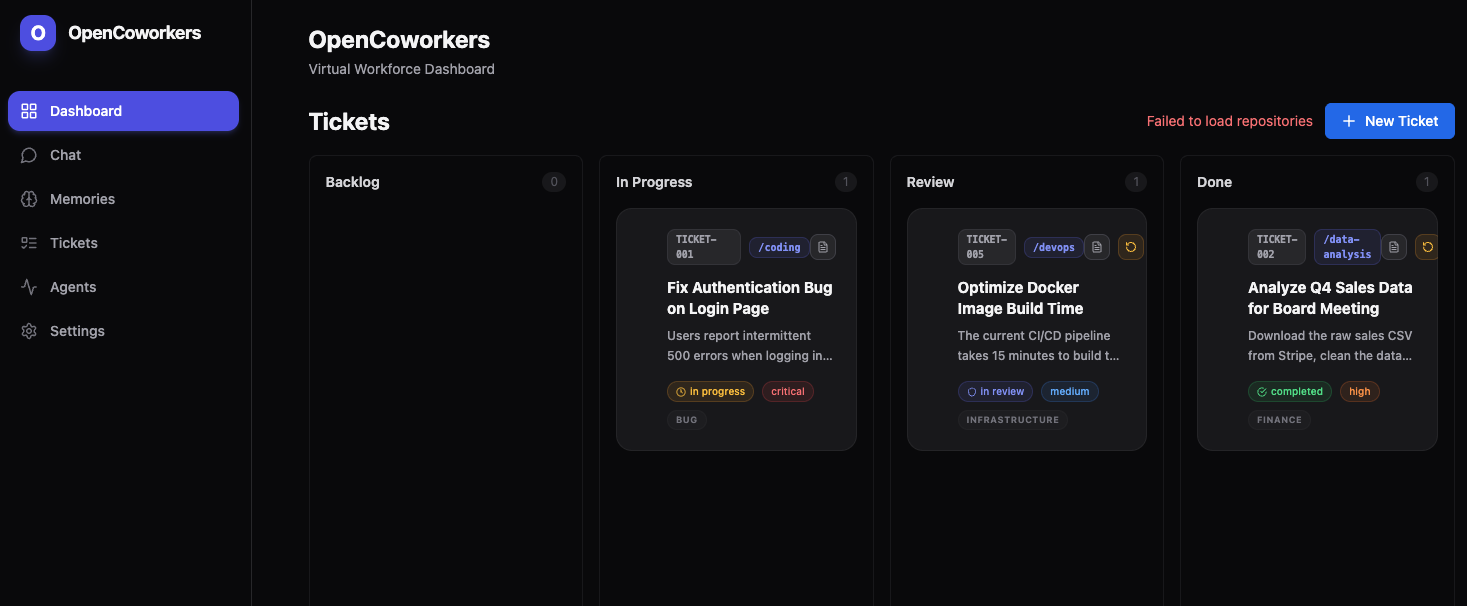 O OpenCoworkers
Dashboard
Chat
Memories
Tickets
Agents
Settings
OpenCoworkers
Virtual Workforce Dashboard
Tickets
Failed to load repositories
+ New Ticket
Backlog 0
In Progress 1
TICKET-
001
/coding
Fix Authentication Bug
on Login Page
Users report intermittent
500 errors when logging in...
in progress critical
BUG
Review 1
TICKET-
005
/devops
Optimize Docker
Image Build Time
The current CI/CD pipeline
takes 15 minutes to build t...
in review medium
INFRASTRUCTURE
Done 1
TICKET-
002
/data-
analysis
Analyze Q4 Sales Data
for Board Meeting
Download the raw sales CSV
from Stripe, clean the data...
completed high
FINANCE